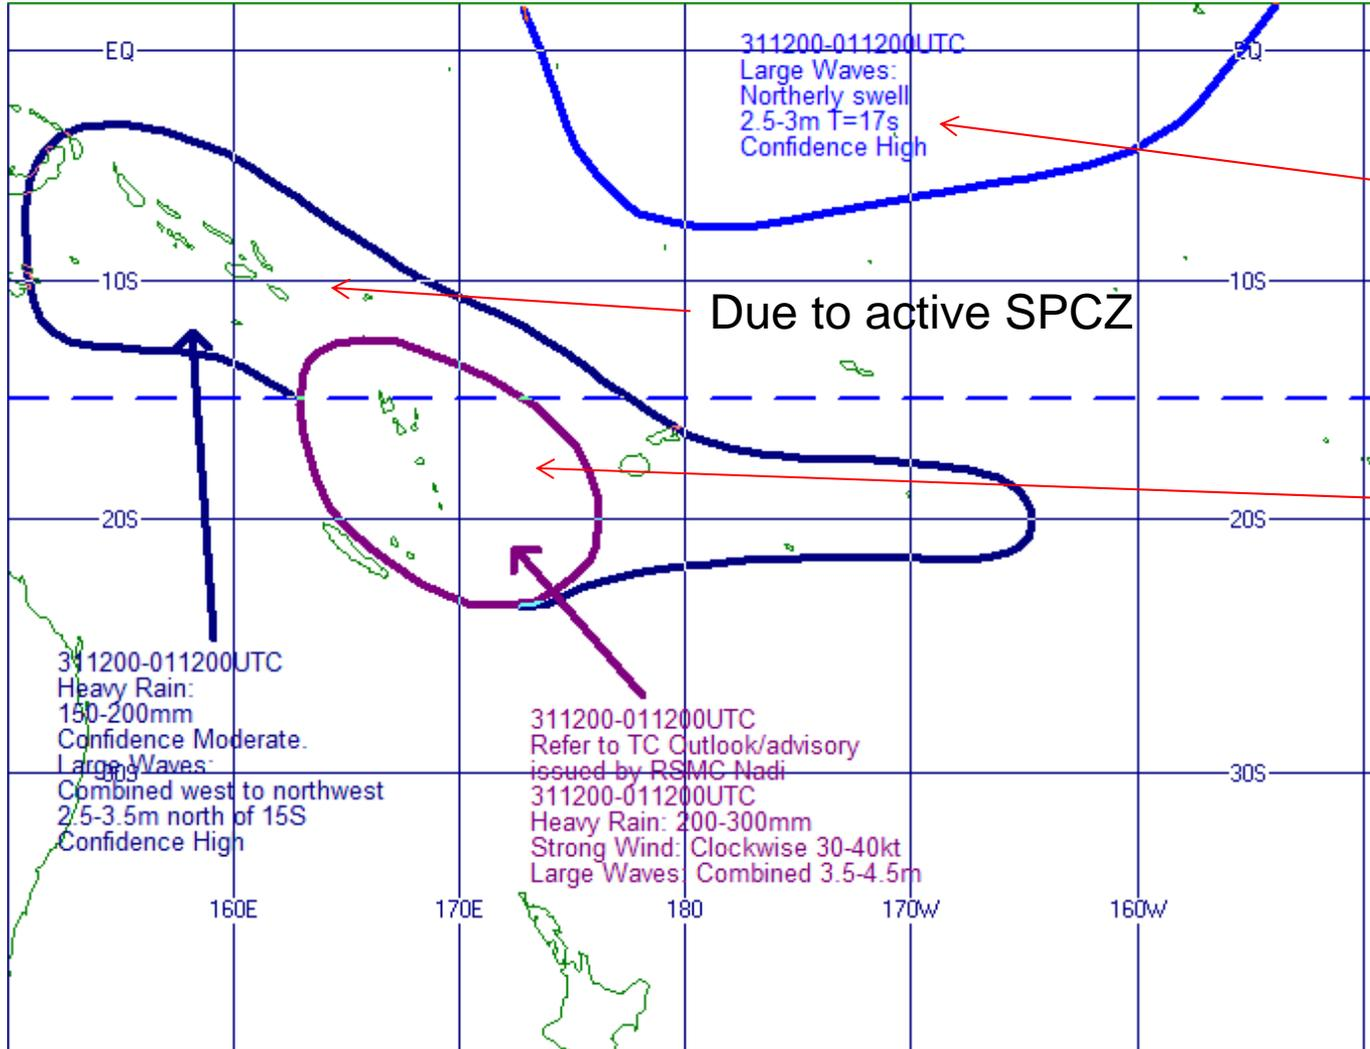 EQ
311200-011200UTC
EQ
Large Waves:
Northerly swell
2.5-3m T=17s
Confidence High
10S
10S
Due to active SPCZ
20S
20S
311200-011200UTC
Heavy Rain:
150-200mm
Confidence Moderate.
Large Waves:
30S
Combined west to northwest
2.5-3.5m north of 15S
Confidence High
311200-011200UTC
Refer to TC Outlook/advisory
issued by RSMC Nadi
30S
311200-011200UTC
Heavy Rain: 200-300mm
Strong Wind: Clockwise 30-40kt
Large Waves: Combined 3.5-4.5m
160E
170E
180
170W
160W